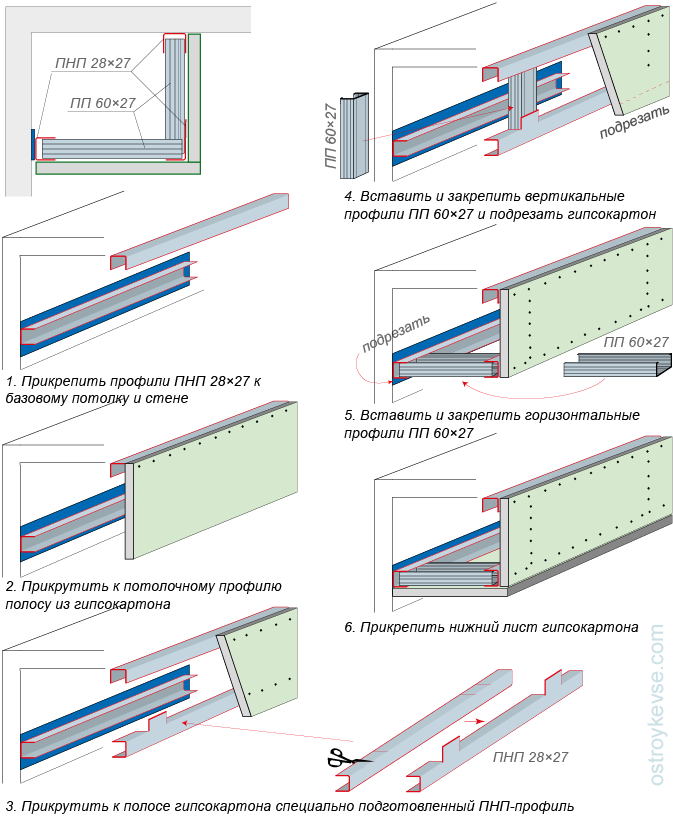 ПНП 28×27
ПП 60×27
1. Прикрепить профили ПНП 28×27 к
базовому потолку и стене
2. Прикрутить к потолочному профилю
полосу из гипсокартона
3. Прикрутить к полосе гипсокартона специально подготовленный ПНП-профиль
ПНП 28×27
ПП 60×27
подрезать
4. Вставить и закрепить вертикальные
профили ПП 60×27 и подрезать гипсокартон
подрезать
ПП 60×27
5. Вставить и закрепить горизонтальные
профили ПП 60×27
6. Прикрепить нижний лист гипсокартона
ostroykevse.com